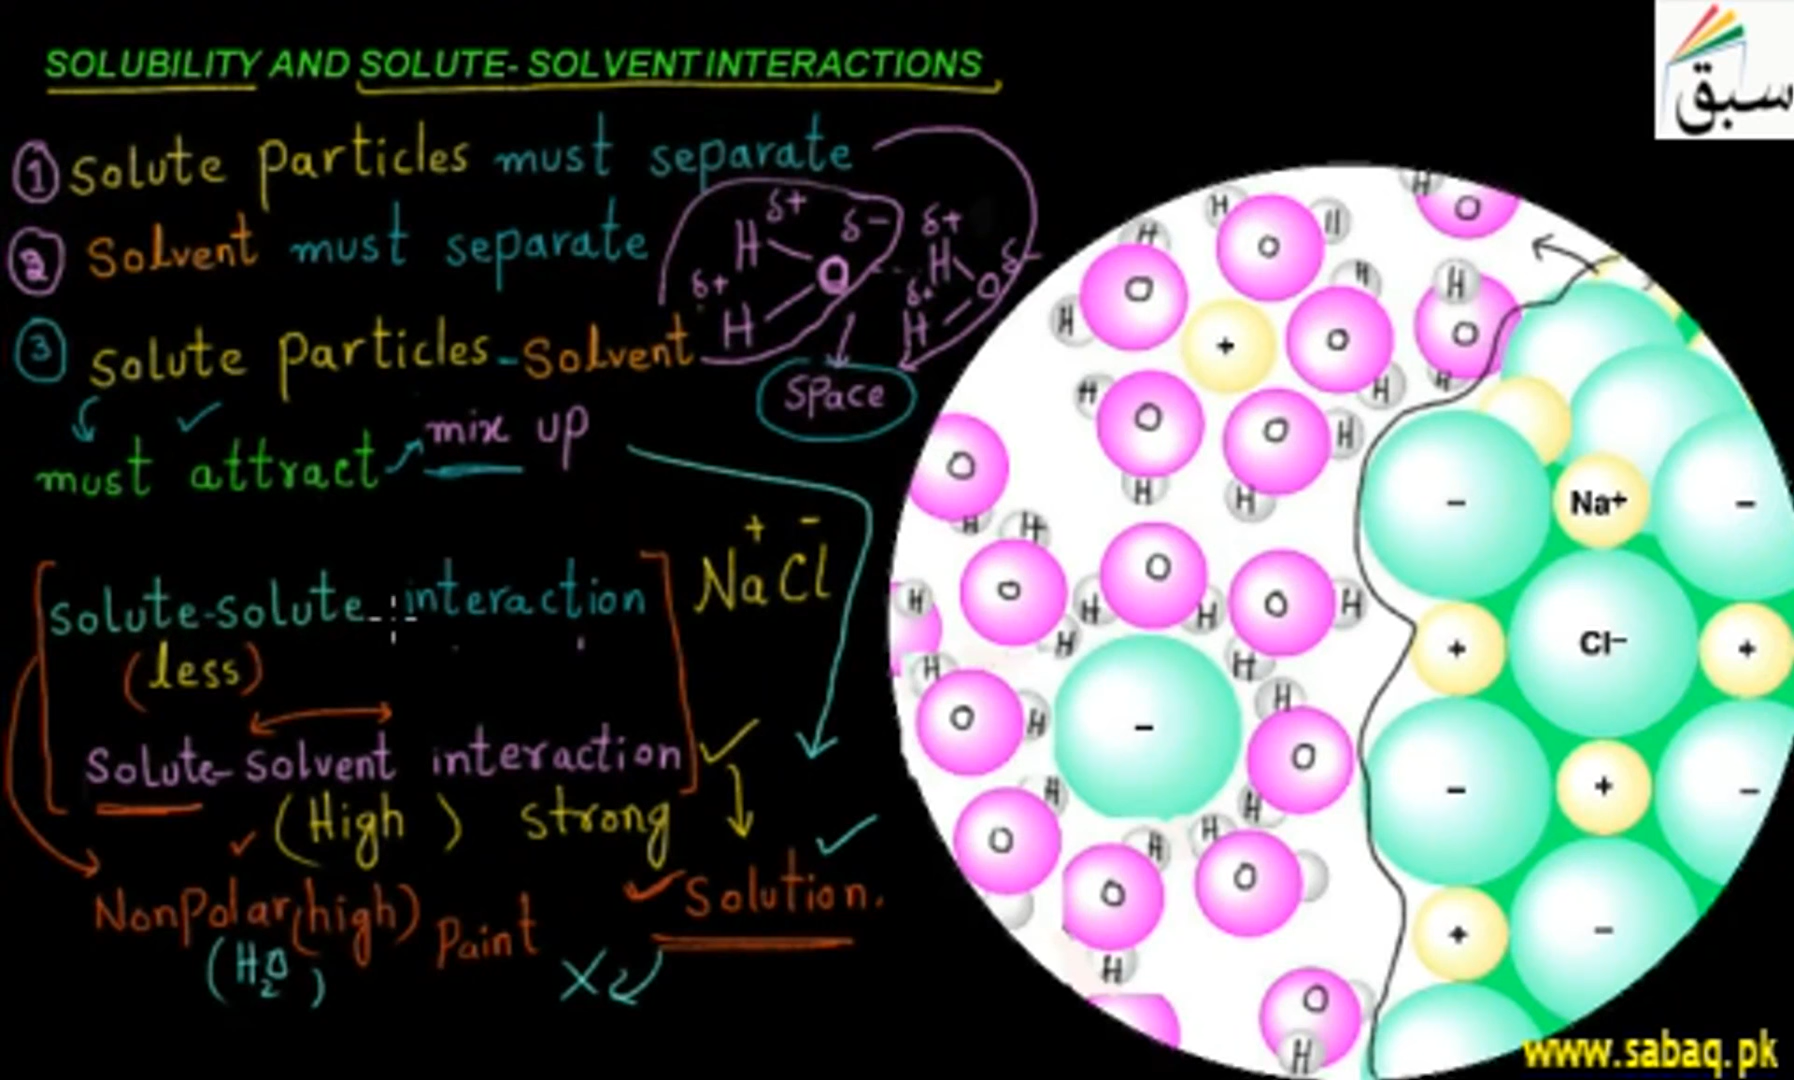 SOLUBILITY AND SOLUTE- SOLVENT INTERACTIONS
سبق
① Solute Particles must separate
② Solvent must separate
③ Solute Particles - Solvent
must attract mix up
δ+ δ-
H O
δ+
H
δ+
H δ-
δ+ O
H
Space
+ -
NaCl
Solute-Solute - interaction
(less)
Solute- Solvent interaction
(High) strong
Solution.
NonPolar (high) Paint
(H2O)
X
H O H
H O
H O
H O H
H O
H
+
O
H
H O
H
O H
H
O
H
H
O
H
O
H H
O H
H
H
O
H
H
O H
-
H
O
H
O
H
H
O
H
H
O
O
H
- Na+ -
+ Cl- +
- + -
+ -
www.sabaq.pk